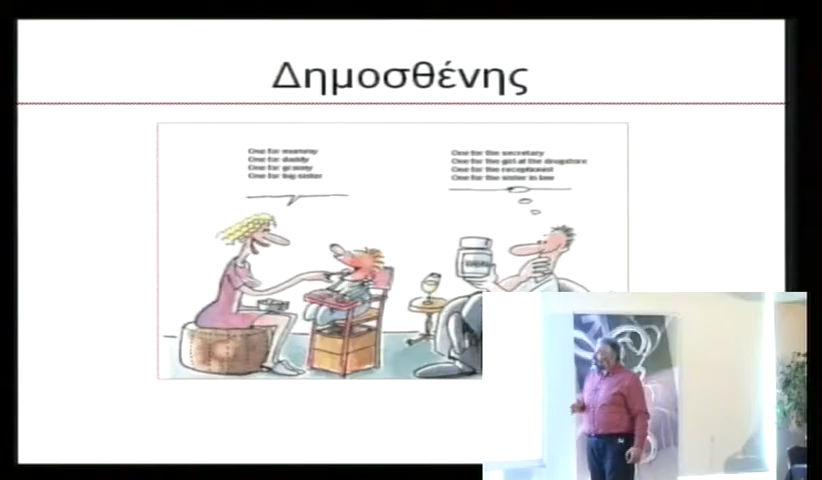 Δημοσθένης
One for mummy
One for daddy
One for granny
One for big sister
One for the secretary
One for the girl at the drugstore
One for the receptionist
One for the sister in law